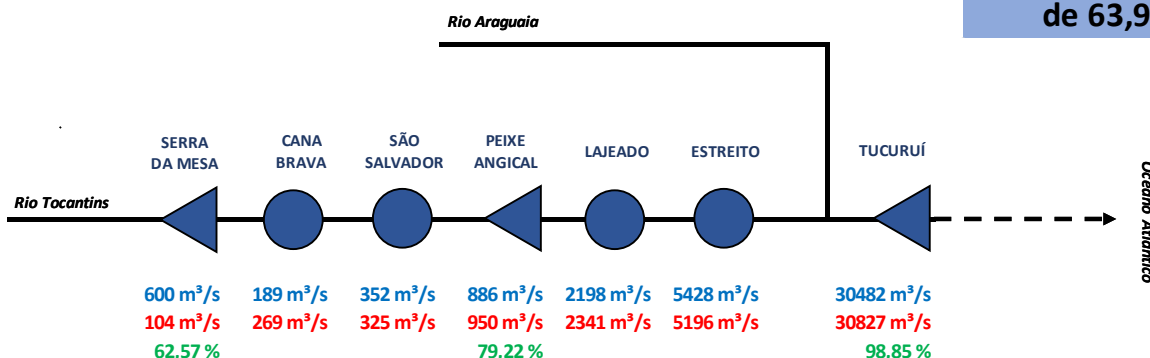 de 63,9
Rio Araguaia
SERRA
DA MESA
CANA
BRAVA
SÃO
SALVADOR
PEIXE
ANGICAL
LAJEADO
ESTREITO
TUCURUÍ
Rio Tocantins
Oceano Atlântico
600 m³/s 189 m³/s 352 m³/s 886 m³/s 2198 m³/s 5428 m³/s 30482 m³/s
104 m³/s 269 m³/s 325 m³/s 950 m³/s 2341 m³/s 5196 m³/s 30827 m³/s
62,57 % 79,22 % 98,85 %